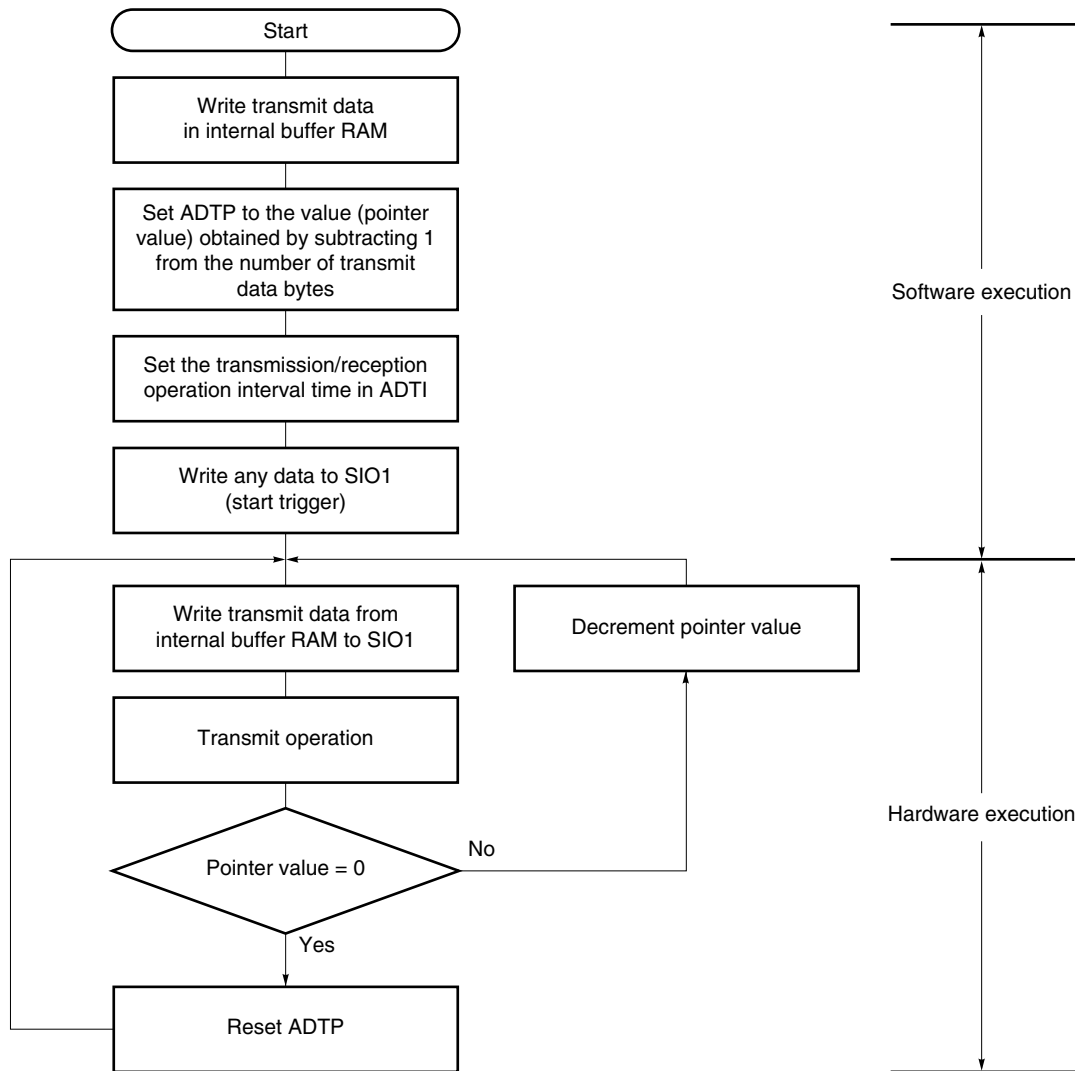 Start
Write transmit data
in internal buffer RAM
Set ADTP to the value (pointer
value) obtained by subtracting 1
from the number of transmit
data bytes
Software execution
Set the transmission/reception
operation interval time in ADTI
Write any data to SIO1
(start trigger)
Write transmit data from
internal buffer RAM to SIO1
Decrement pointer value
Transmit operation
Hardware execution
Pointer value = 0
No
Yes
Reset ADTP